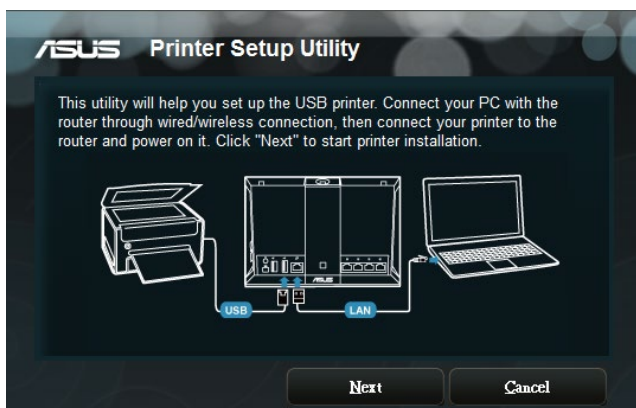 ASUS Printer Setup Utility
This utility will help you set up the USB printer. Connect your PC with the
router through wired/wireless connection, then connect your printer to the
router and power on it. Click "Next" to start printer installation.
ASUS
USB
LAN
Next
Cancel